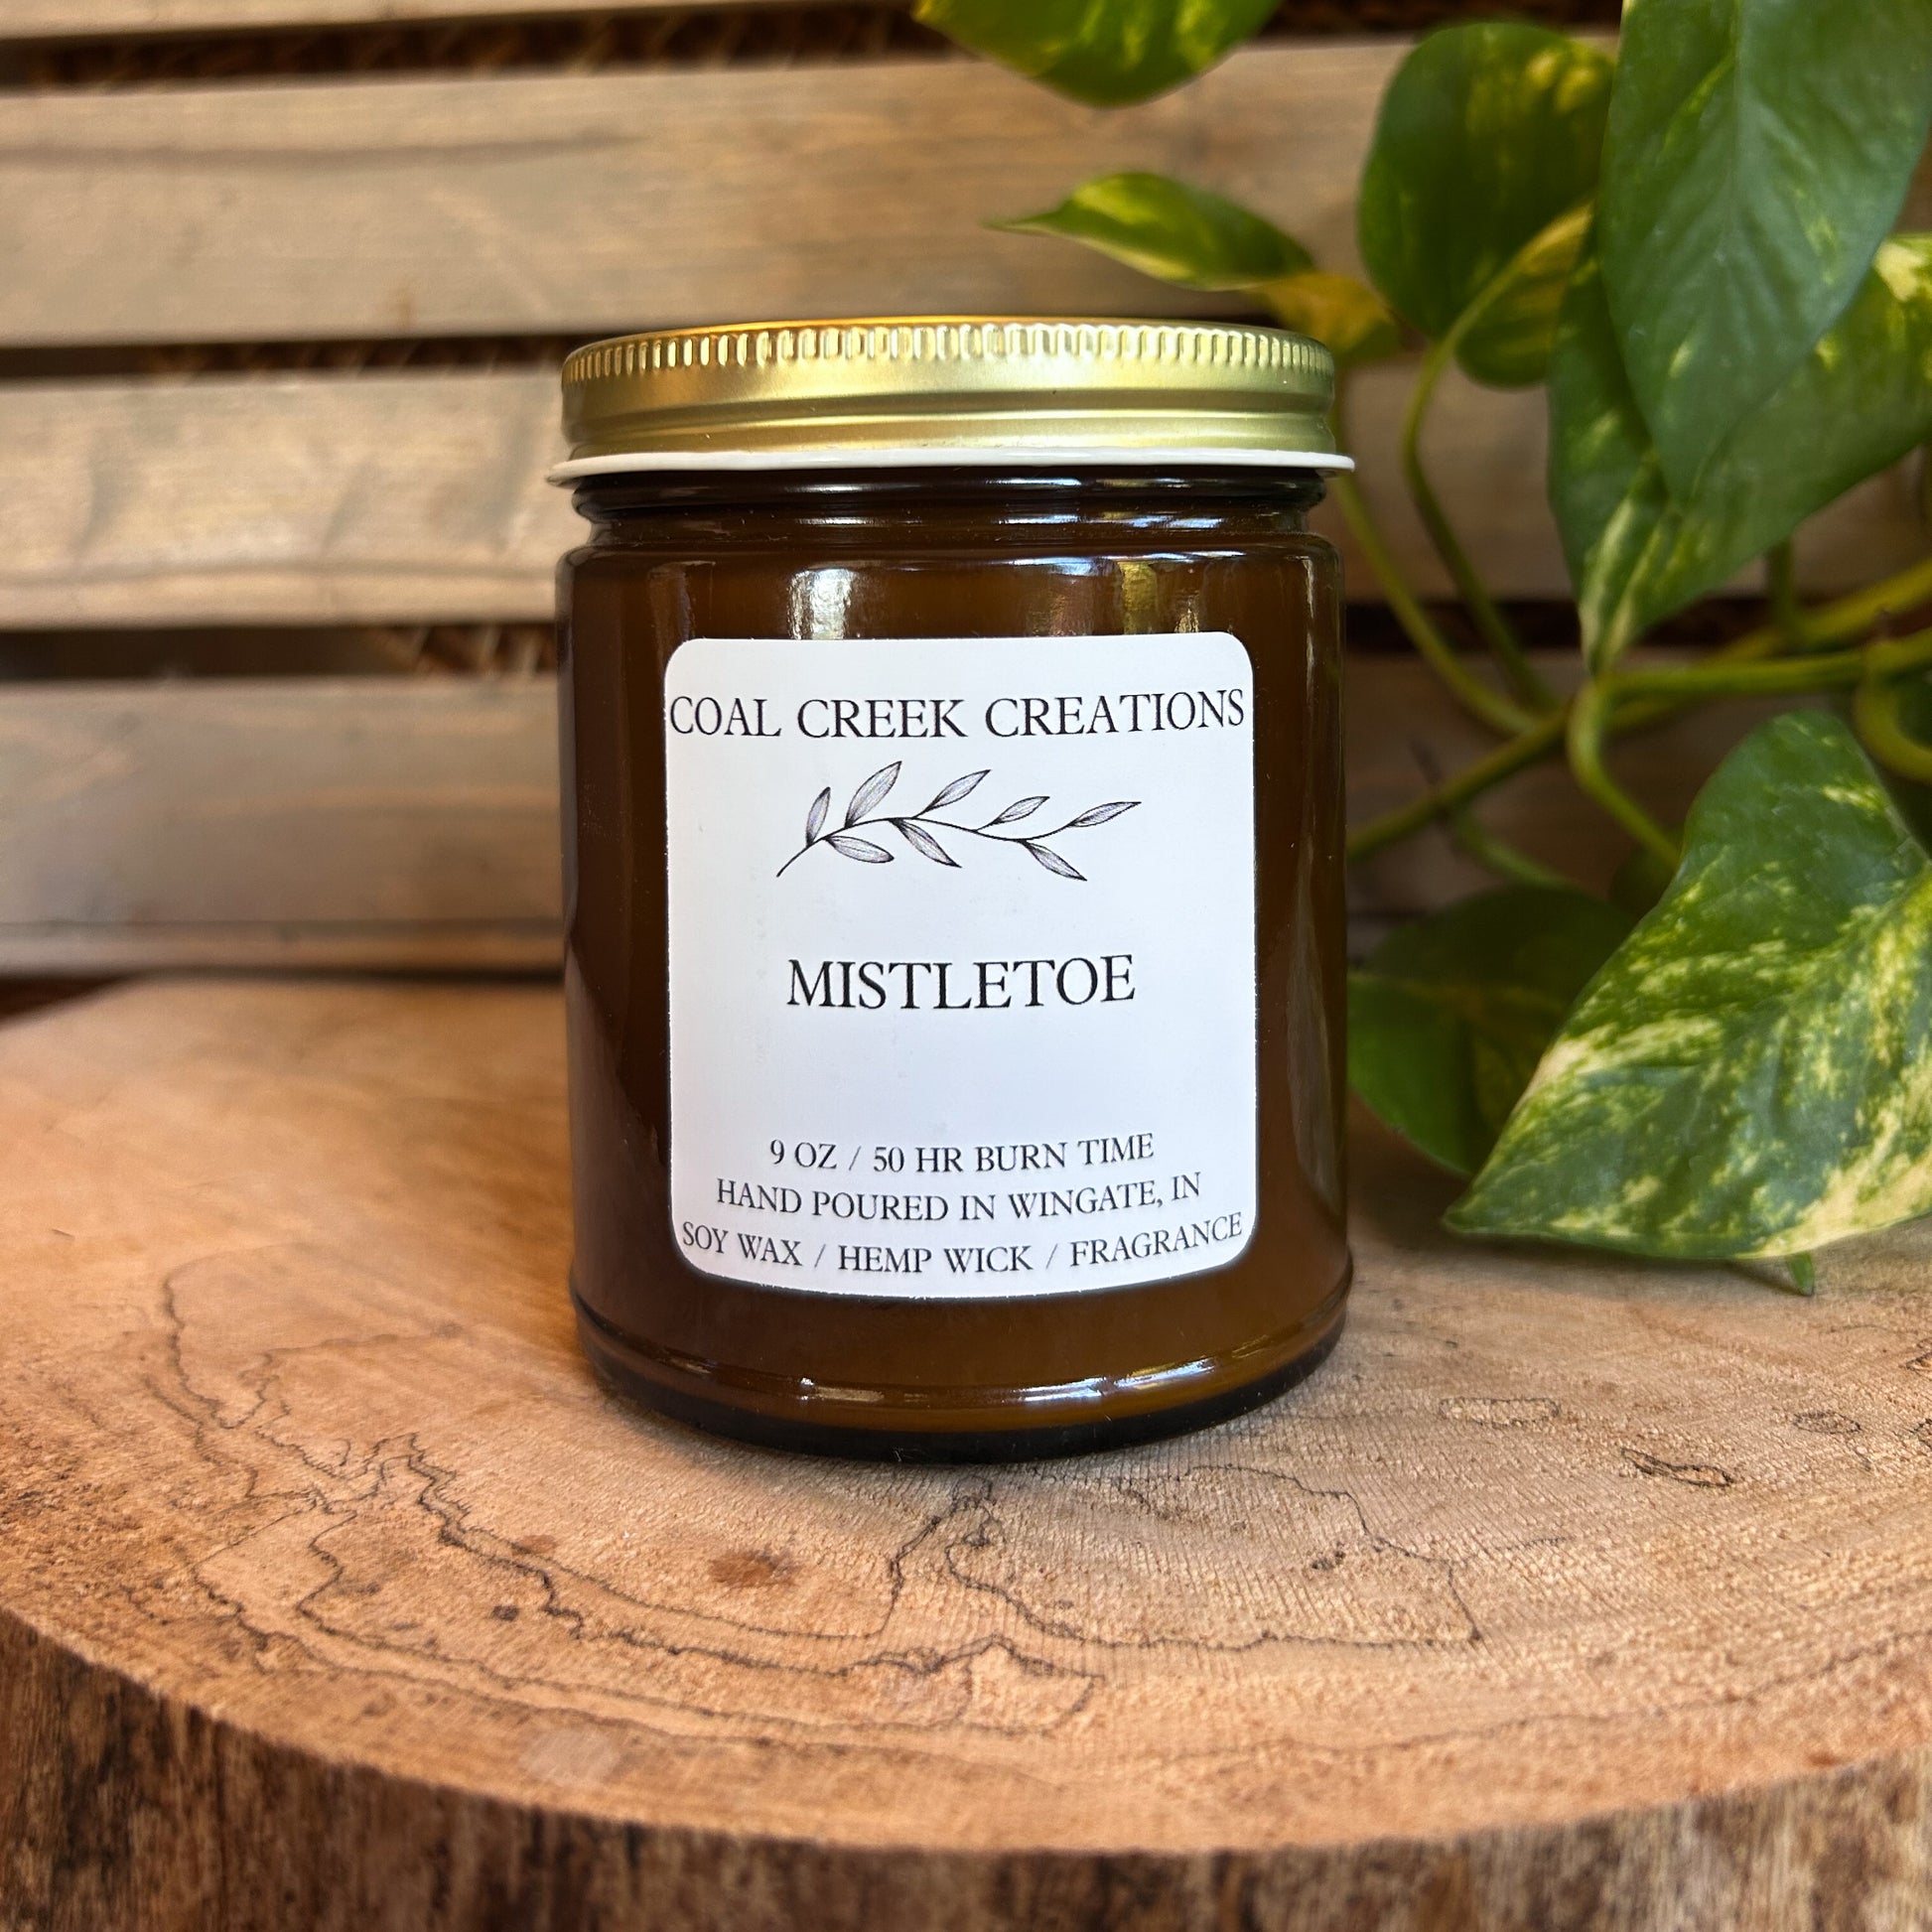 COAL CREEK CREATIONS
MISTLETOE
9 OZ / 50 HR BURN TIME
HAND POURED IN WINGATE, IN
SOY WAX / HEMP WICK / FRAGRANCE